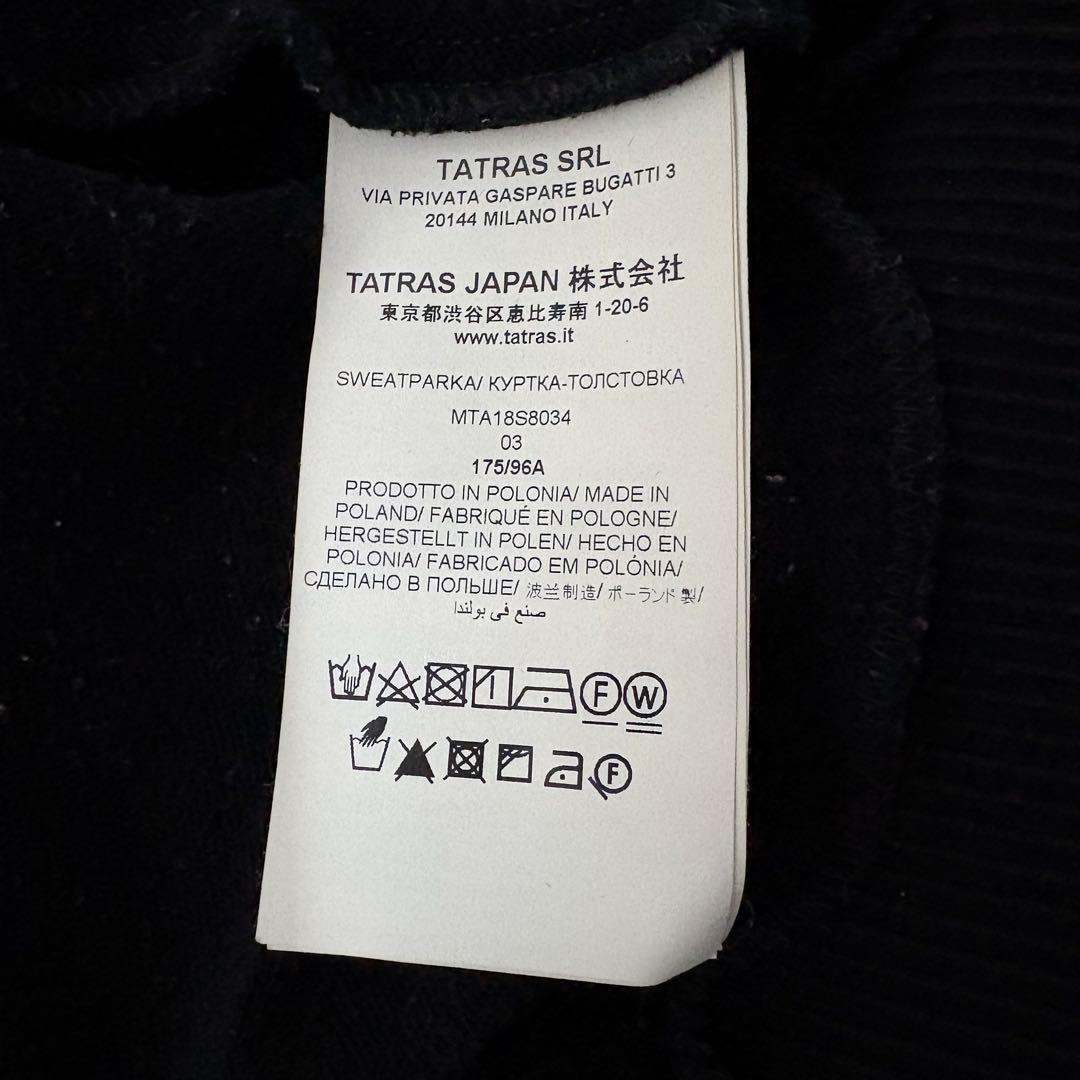 TATRAS SRL
VIA PRIVATA GASPARE BUGATTI 3
20144 MILANO ITALY
TATRAS JAPAN 株式会社
東京都渋谷区恵比寿南 1-20-6
www.tatras.it
SWEATPARKA/ КУРТКА-ТОЛСТОВКА
MTA18S8034
03
175/96A
PRODOTTO IN POLONIA/ MADE IN
POLAND/ FABRIQUÉ EN POLOGNE/
HERGESTELLT IN POLEN/ HECHO EN
POLONIA/ FABRICADO EM POLÓNIA/
СДЕЛАНО В ПОЛЬШЕ/ 波兰制造/ ポーランド製/
صنع في بولندا
F W
F